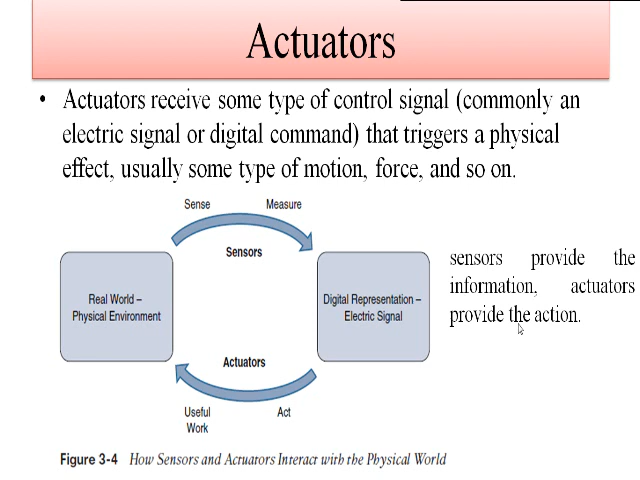 Actuators
• Actuators receive some type of control signal (commonly an
electric signal or digital command) that triggers a physical
effect, usually some type of motion, force, and so on.
Sense Measure
Sensors
Real World –
Physical Environment
Digital Representation –
Electric Signal
sensors provide the
information, actuators
provide the action.
Actuators
Useful
Work
Act
Figure 3-4 How Sensors and Actuators Interact with the Physical World